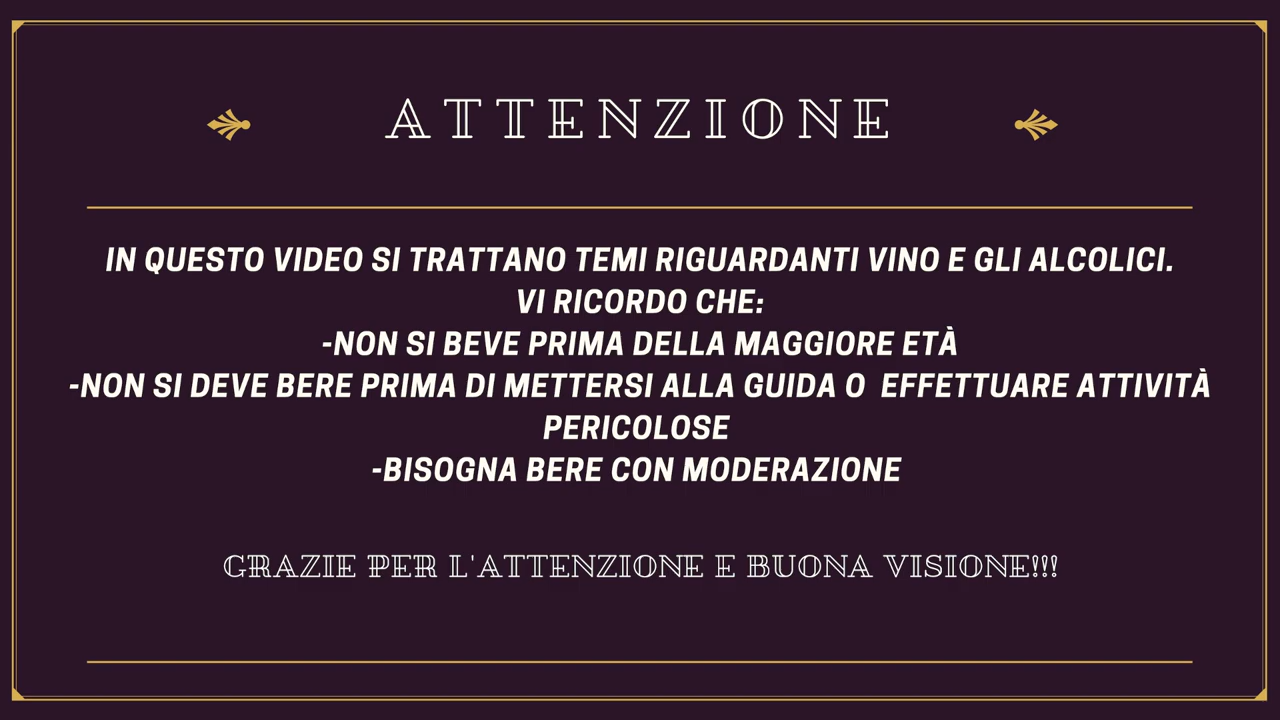 ATTENZIONE
IN QUESTO VIDEO SI TRATTANO TEMI RIGUARDANTI VINO E GLI ALCOLICI.
VI RICORDO CHE:
-NON SI BEVE PRIMA DELLA MAGGIORE ETÀ
-NON SI DEVE BERE PRIMA DI METTERSI ALLA GUIDA O EFFETTUARE ATTIVITÀ
PERICOLOSE
-BISOGNA BERE CON MODERAZIONE
GRAZIE PER L'ATTENZIONE E BUONA VISIONE!!!